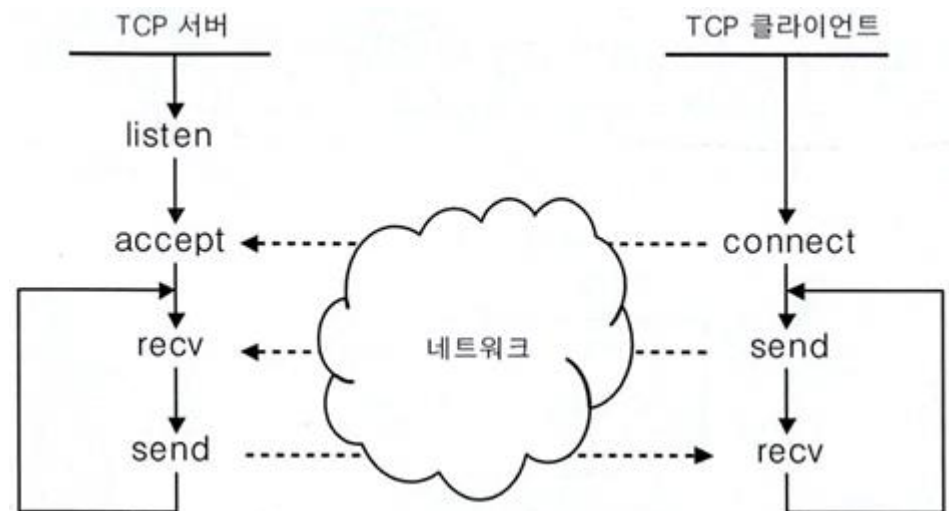 TCP 서버
TCP 클라이언트
listen
accept
connect
recv
네트워크
send
send
recv